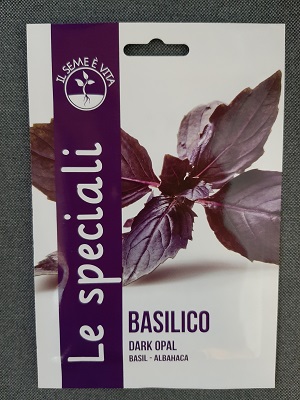 IL SEME È VITA
Le speciali
BASILICO
DARK OPAL
BASIL - ALBAHACA